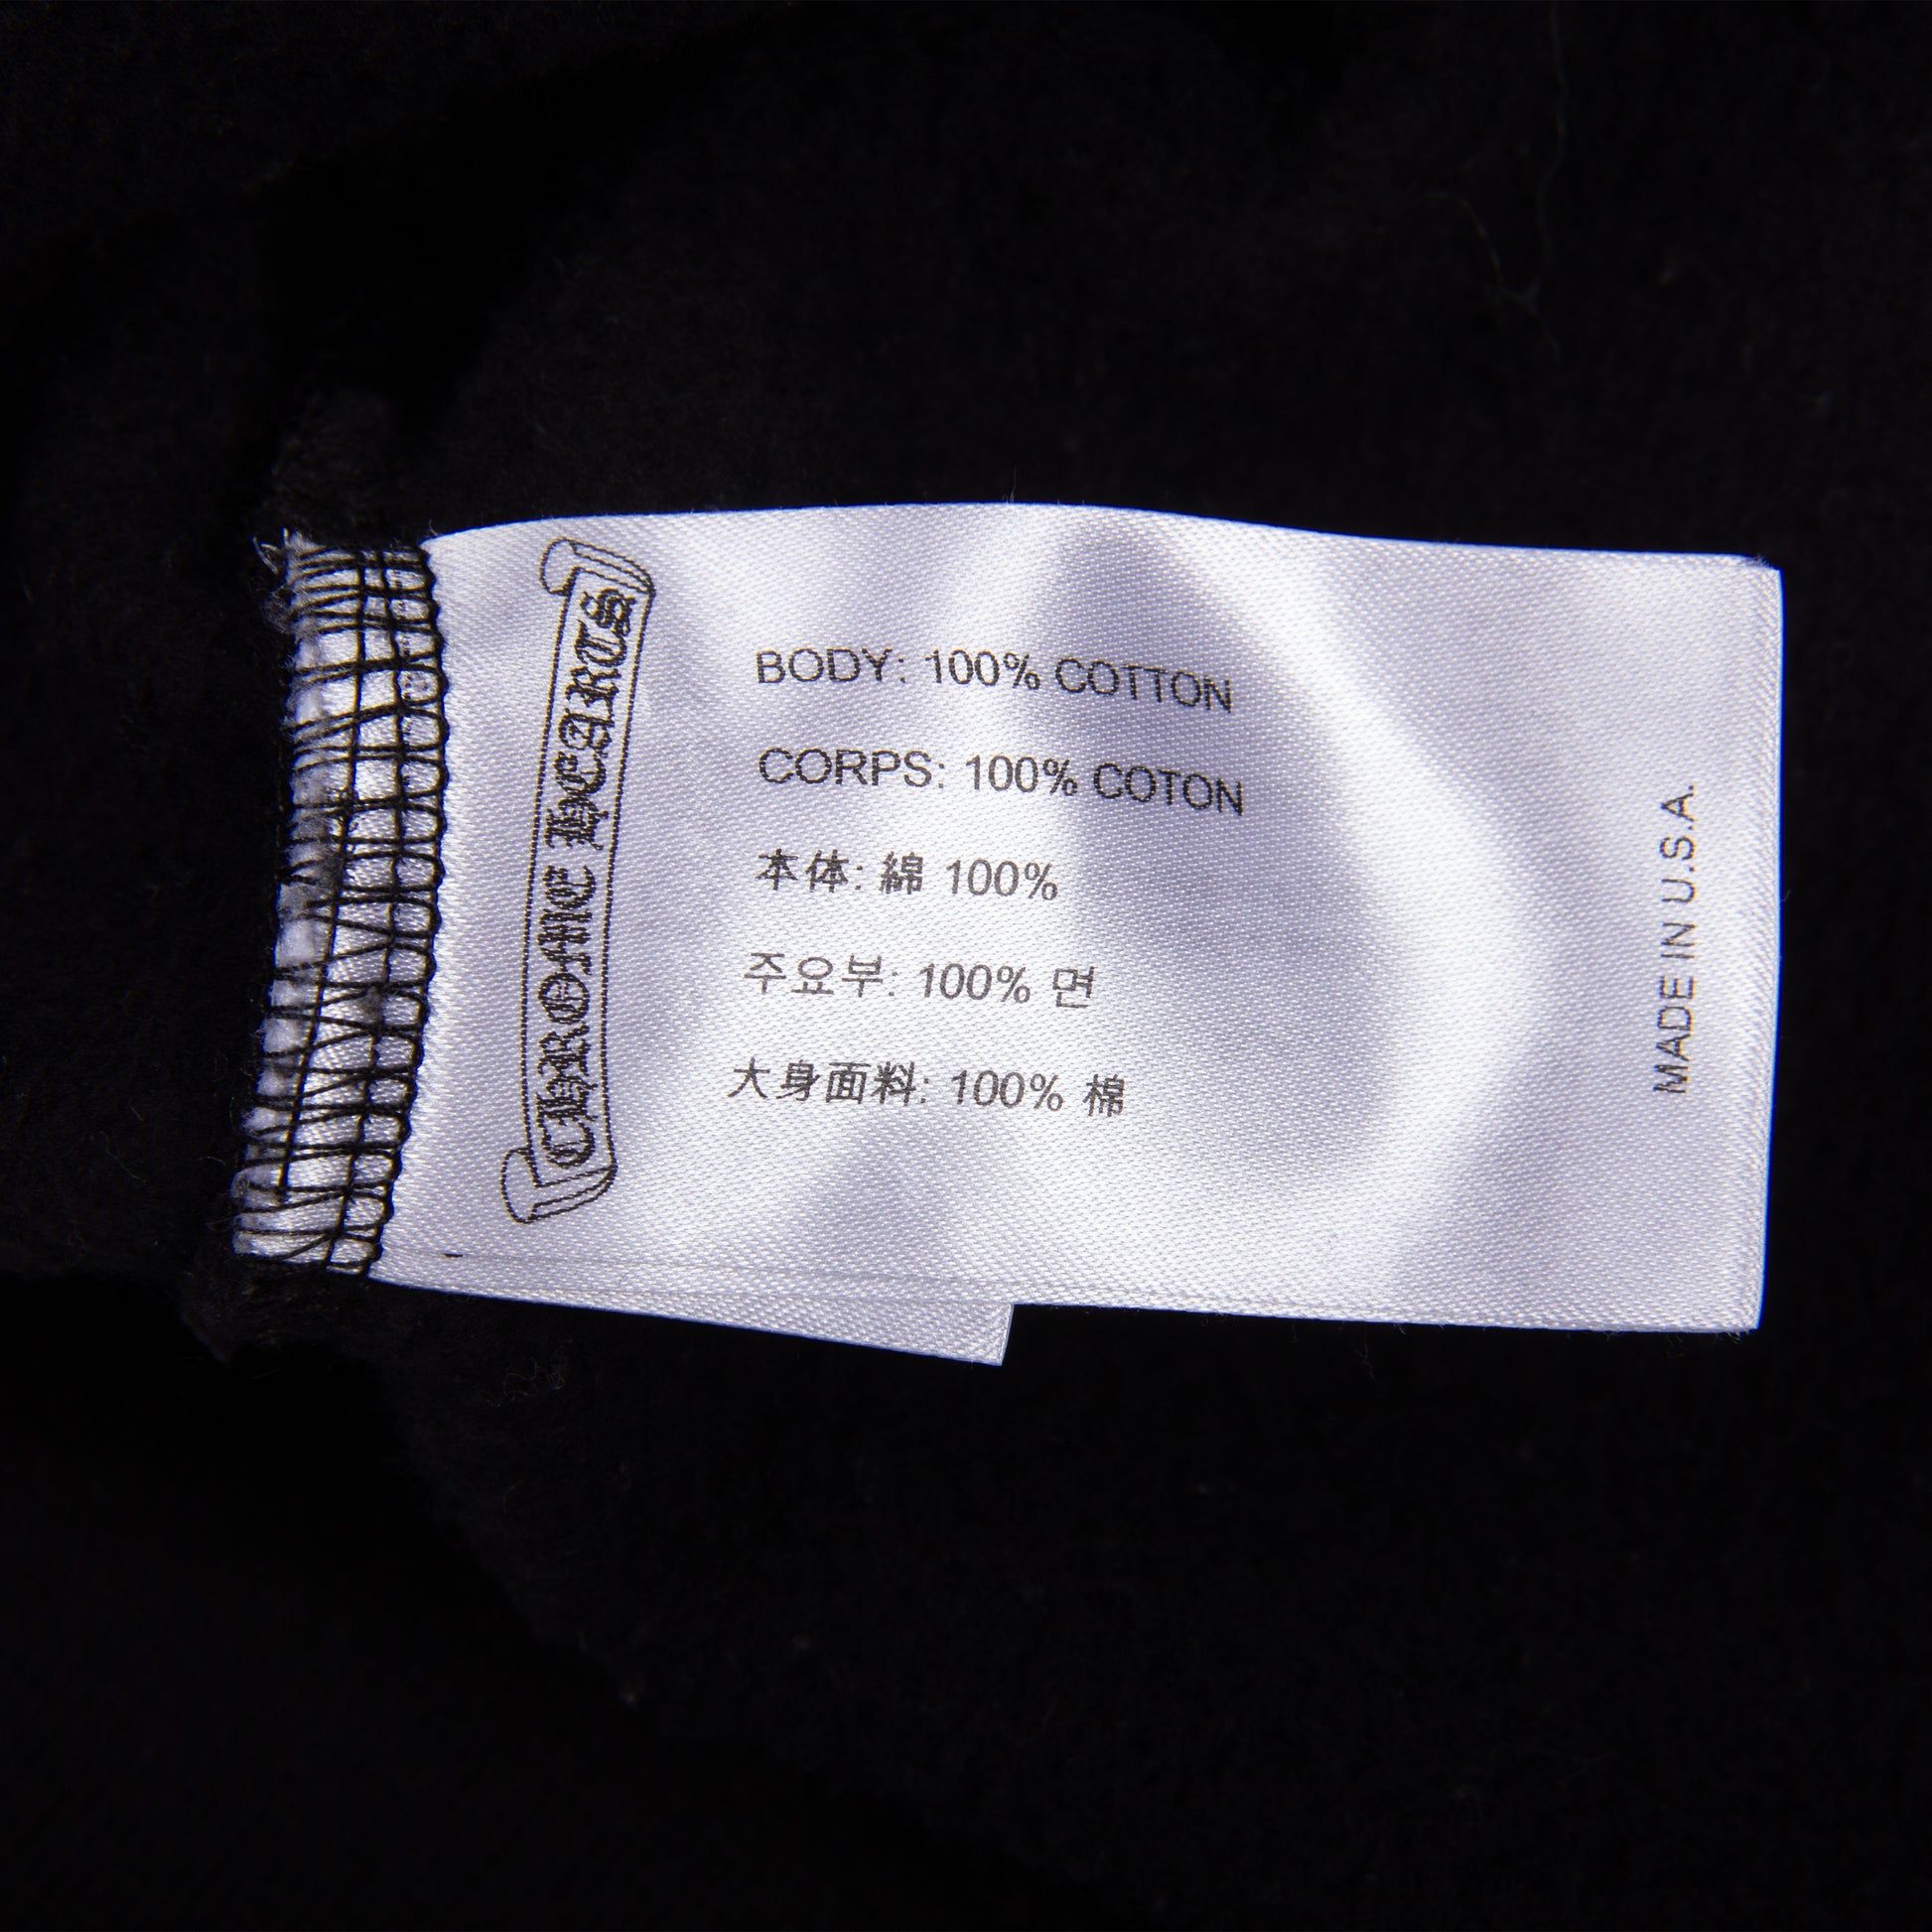 CHROME HEARTS
BODY: 100% COTTON
CORPS: 100% COTON
本体: 綿 100%
주요부: 100% 면
大身面料: 100% 棉
MADE IN U.S.A.